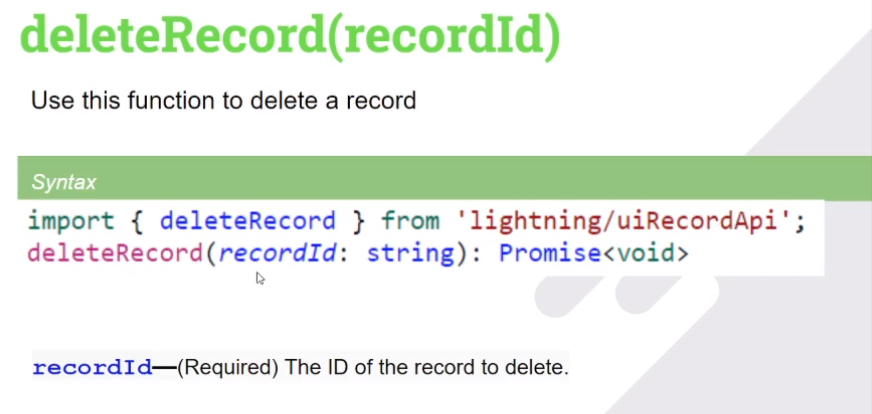 deleteRecord(recordId)
Use this function to delete a record
Syntax
import { deleteRecord } from 'lightning/uiRecordApi';
deleteRecord(recordId: string): Promise<void>
recordId—(Required) The ID of the record to delete.